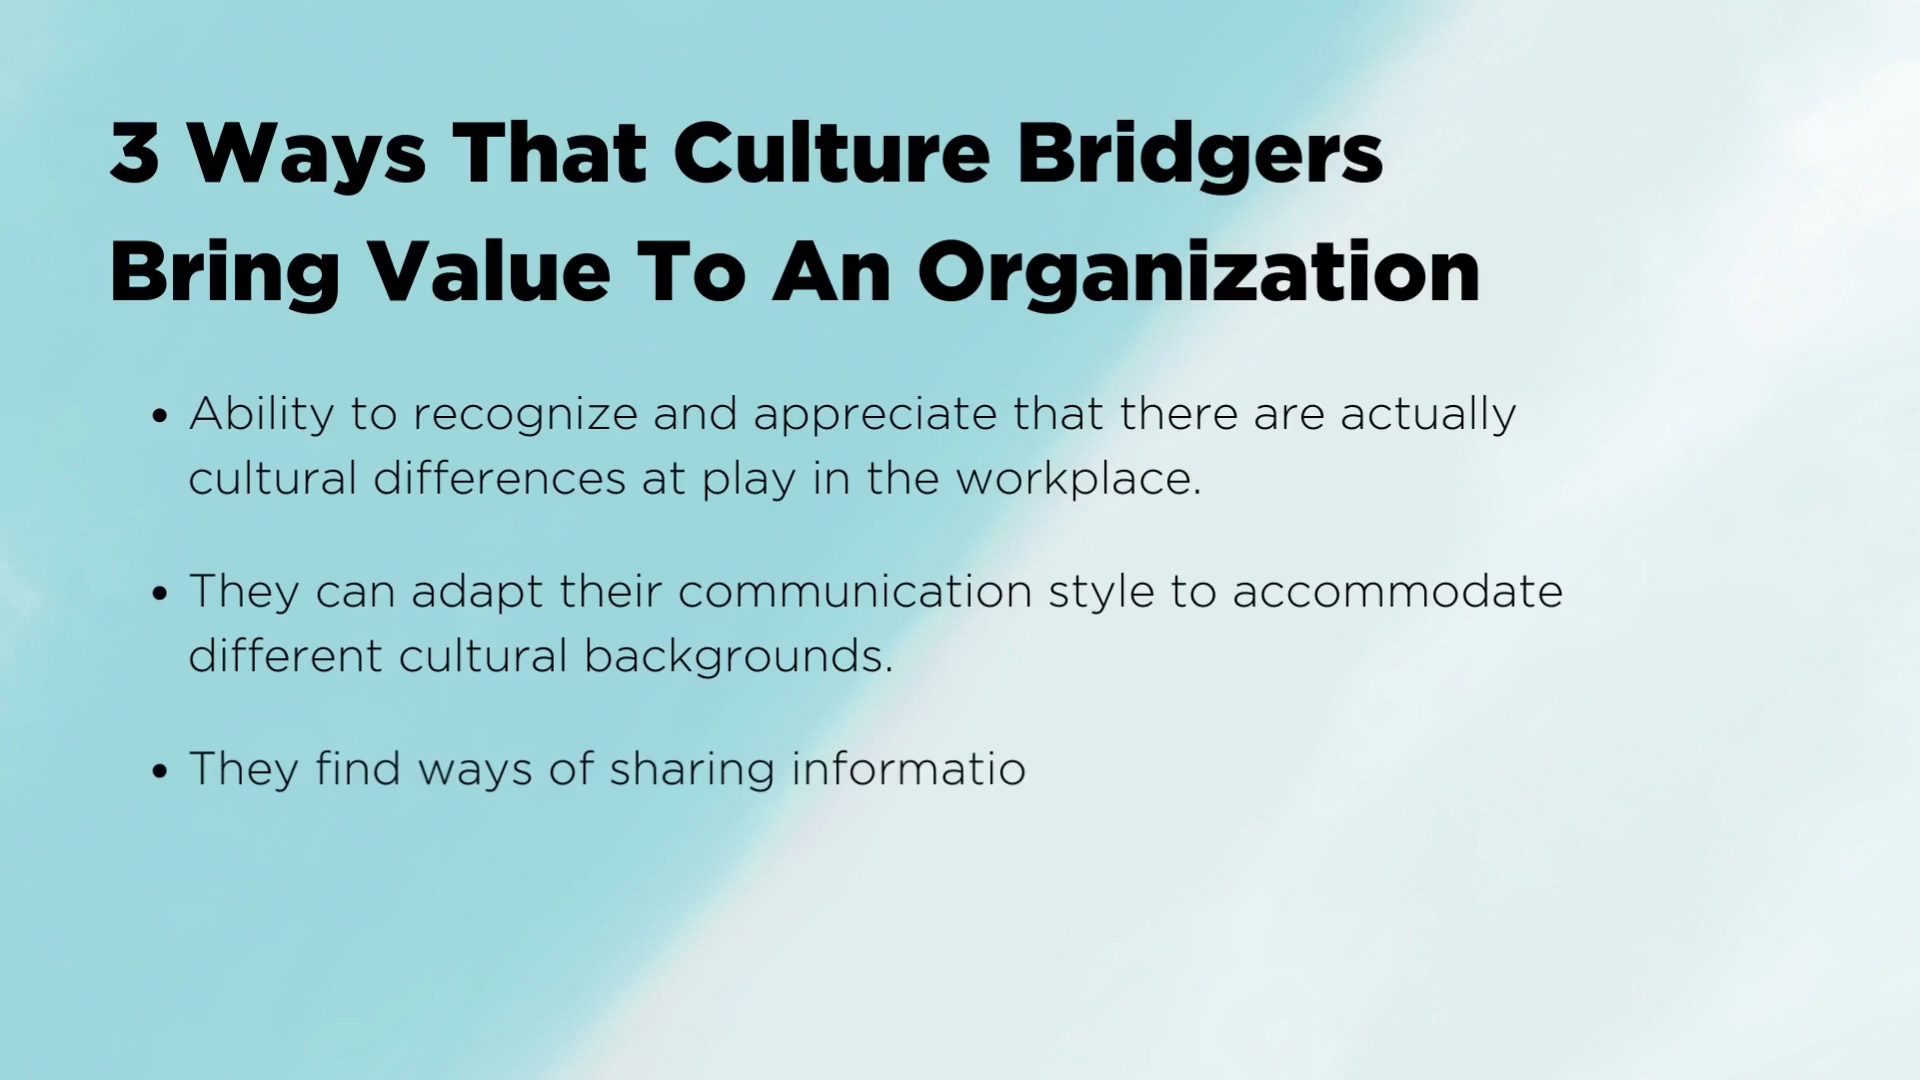 3 Ways That Culture Bridgers
Bring Value To An Organization
• Ability to recognize and appreciate that there are actually
cultural differences at play in the workplace.
• They can adapt their communication style to accommodate
different cultural backgrounds.
• They find ways of sharing informatio